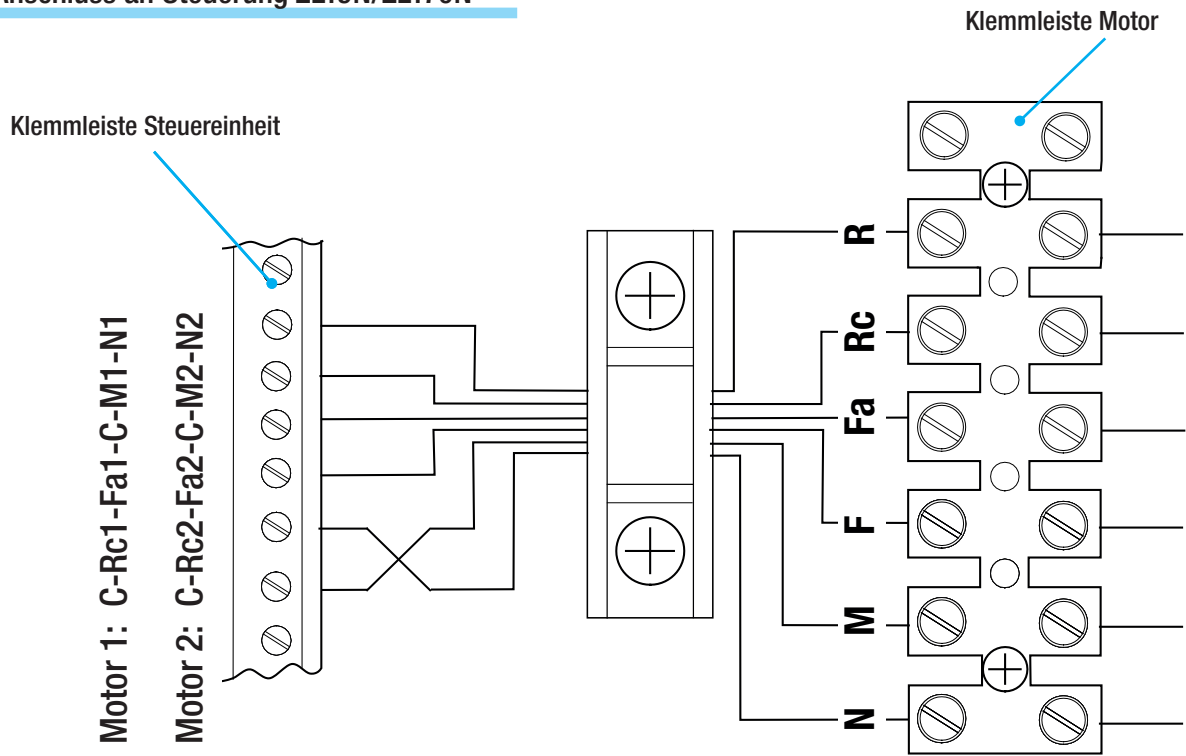 Klemmleiste Motor
Klemmleiste Steuereinheit
Motor 1: C-Rc1-Fa1-C-M1-N1
Motor 2: C-Rc2-Fa2-C-M2-N2
R
Rc
Fa
F
M
N